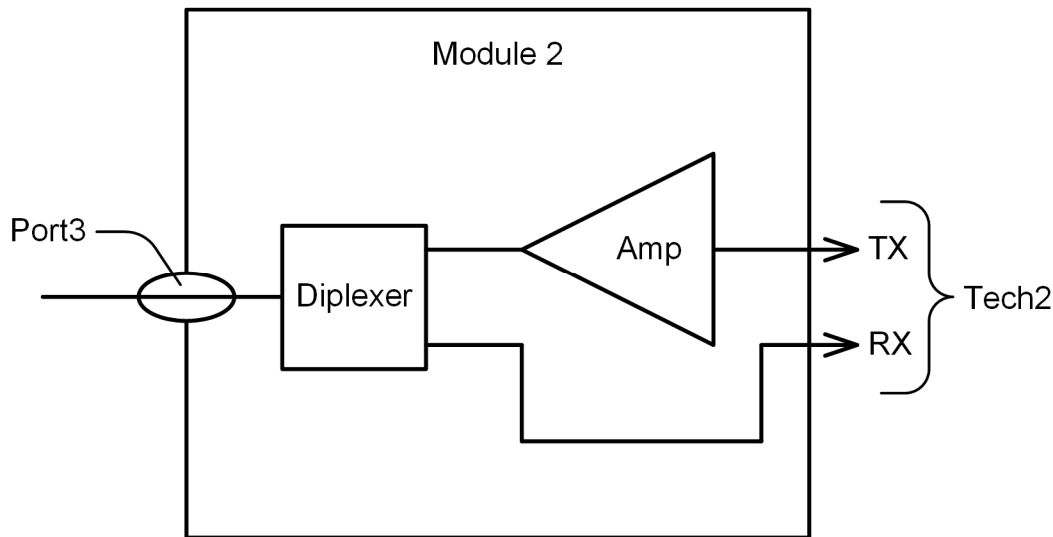 Module 2
Port3
Diplexer
Amp
TX
RX
Tech2